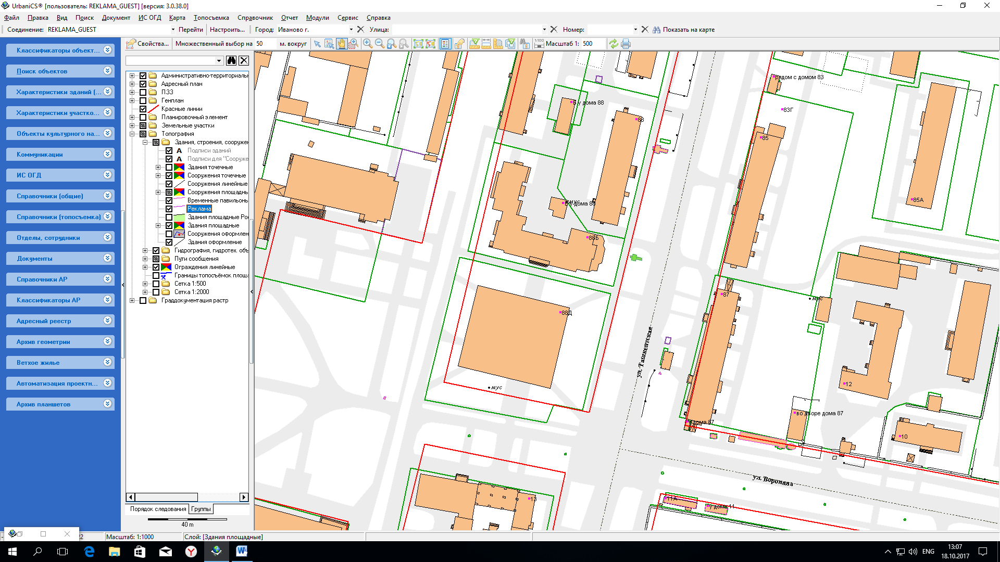 UrbaniCS® [пользователь: REKLAMA_GUEST] [версия: 3.0.38.0]
Файл Правка Вид Поиск Документ ИС ОГД Карта Топосъемка Справочник Отчет Модули Сервис Справка
Соединение: REKLAMA_GUEST Перейти Настроить... Город: Иваново г. Улица: Номер: Показать на карте
Свойства... Множественный выбор на 50 м. вокруг Масштаб 1: 500
Классификаторы объект...
Поиск объектов
Характеристики зданий (...
Характеристики участко...
Объекты культурного на...
Коммуникации
ИС ОГД
Справочники (общие)
Справочники (топосъемка)
Отделы, сотрудники
Документы
Справочники АР
Классификаторы АР
Адресный реестр
Архив геометрии
Ветхое жилье
Автоматизация проектн...
Архив планшетов
Административно-территориальн
Адресный план
ПЗЗ
Генплан
Красные линии
Планировочный элемент
Земельные участки
Топография
Здания, строения, сооружен
Подписи зданий
Подписи для "Сооруже
Здания точечные
Сооружения точечные
Сооружения линейные
Сооружения площадны
Временные павильоны
Реклама
Здания площадные Рос
Здания площадные
Сооружения оформлен
Здания оформление
Гидрография, гидротех. объ
Пути сообщения
Ограждения линейные
Границы топосъёмок площа
Сетка 1:500
Сетка 1:2000
Граддокументация растр
Порядок следования Группы
40 m
рядом с домом 83
83Г
Б у дома 88
88
85
85А
мус
у дома 88
88Б
87
мус
88Д
ул. Ташкентская
мус
12
во дворе дома 87
дома 87
10
ул. Воронина
13
11А
у дома 11
22
Масштаб: 1:1000
Слой: [Здания площадные]
ENG
13:07
18.10.2017